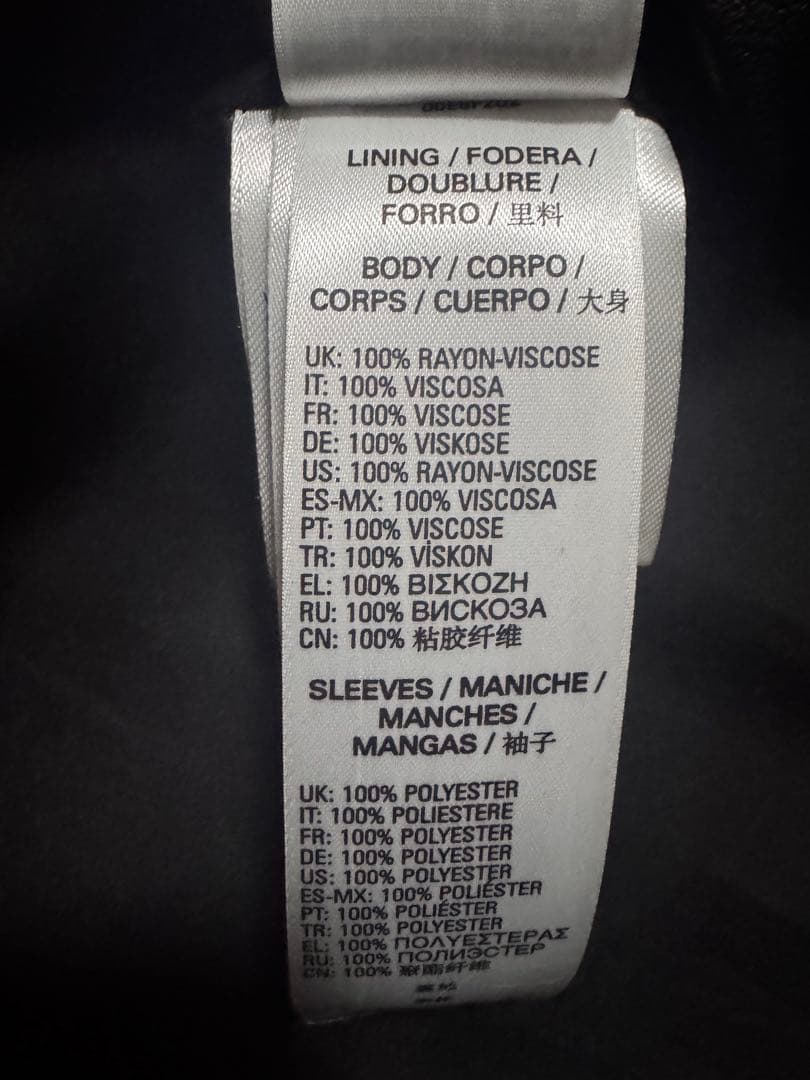 LINING / FODERA /
DOUBLURE /
FORRO / 里料
BODY / CORPO /
CORPS / CUERPO / 大身
UK: 100% RAYON-VISCOSE
IT: 100% VISCOSA
FR: 100% VISCOSE
DE: 100% VISKOSE
US: 100% RAYON-VISCOSE
ES-MX: 100% VISCOSA
PT: 100% VISCOSE
TR: 100% VİSKON
EL: 100% ΒΙΣΚΟΖΗ
RU: 100% ВИСКОЗА
CN: 100% 粘胶纤维
SLEEVES / MANICHE /
MANCHES /
MANGAS / 袖子
UK: 100% POLYESTER
IT: 100% POLIESTERE
FR: 100% POLYESTER
DE: 100% POLYESTER
US: 100% POLYESTER
ES-MX: 100% POLIÉSTER
PT: 100% POLIÉSTER
TR: 100% POLYESTER
EL: 100% ΠΟΛΥΕΣΤΕΡΑΣ
RU: 100% ПОЛИЭСТЕР
CN: 100% 聚酯纤维